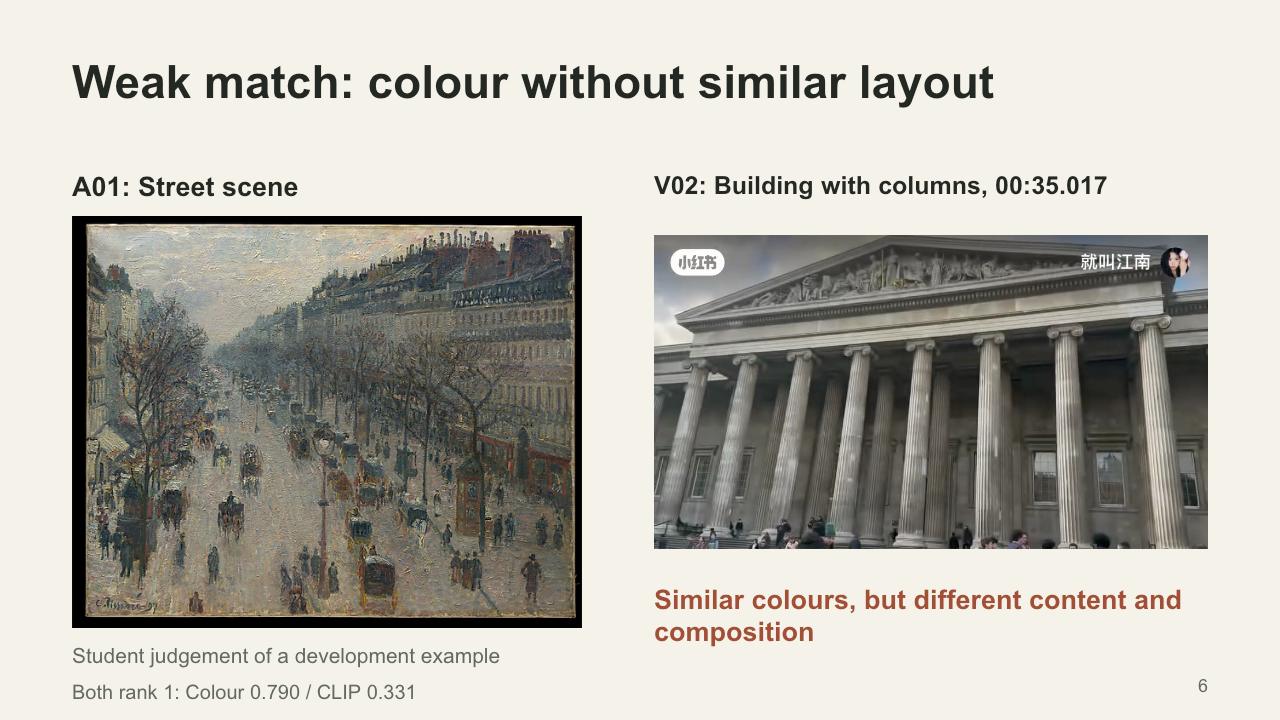 Weak match: colour without similar layout
A01: Street scene
C. Pissarro. 97
Student judgement of a development example
Both rank 1: Colour 0.790 / CLIP 0.331
V02: Building with columns, 00:35.017
小红书
就叫江南
Similar colours, but different content and
composition
6